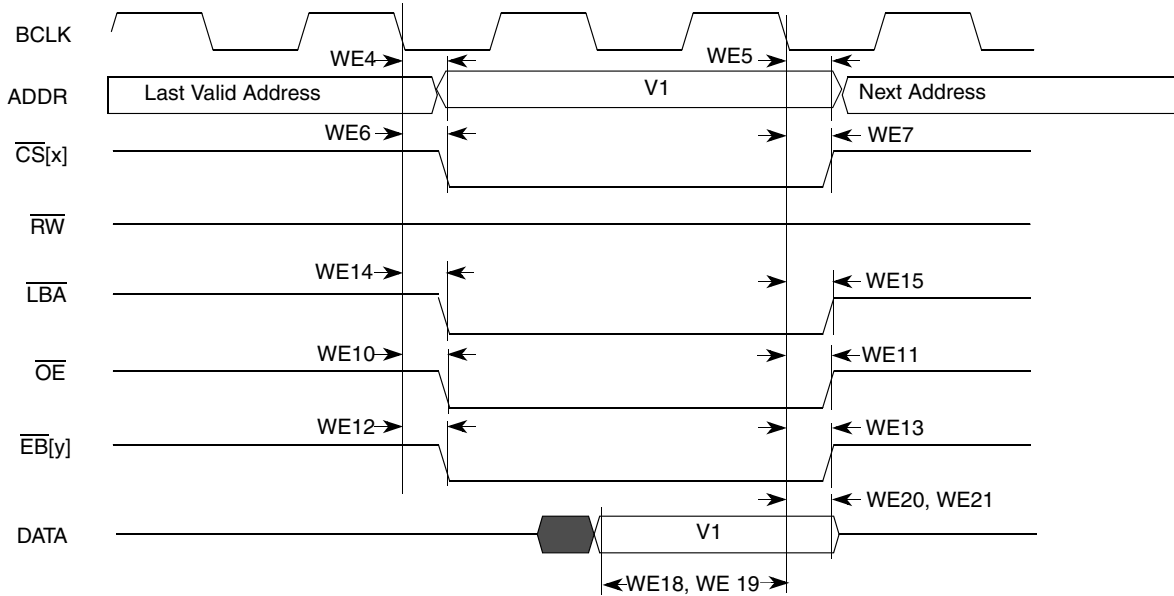 BCLK
WE4 WE5
ADDR Last Valid Address V1 Next Address
WE6 WE7
CS[x]
RW
WE14 WE15
LBA
WE10 WE11
OE
WE12 WE13
EB[y]
WE20, WE21
DATA V1
WE18, WE 19